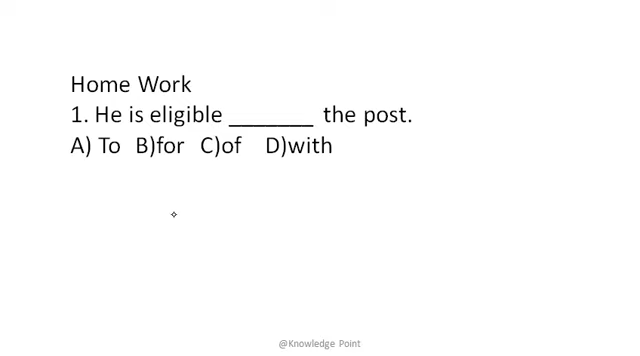 Home Work
1. He is eligible _______ the post.
A) To B)for C)of D)with
@Knowledge Point